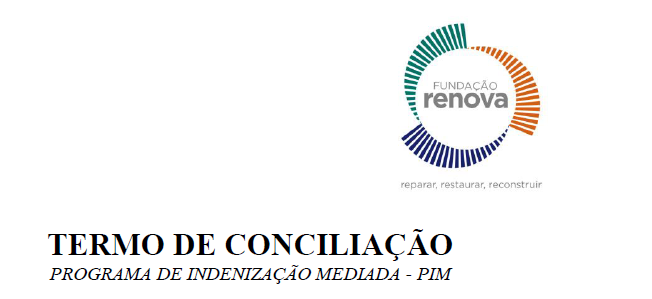 FUNDAÇÃO
renova
reparar, restaurar, reconstruir
TERMO DE CONCILIAÇÃO
PROGRAMA DE INDENIZAÇÃO MEDIADA - PIM